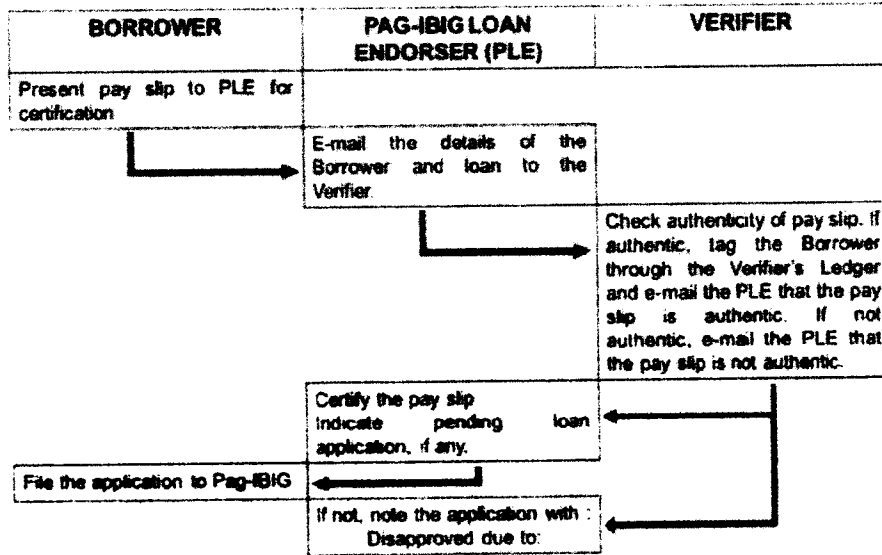 BORROWER
PAG-IBIG LOAN
ENDORSER (PLE)
VERIFIER
Present pay slip to PLE for
certification
E-mail the details of the
Borrower and loan to the
Verifier.
Check authenticity of pay slip. If
authentic, tag the Borrower
through the Verifier's Ledger
and e-mail the PLE that the pay
slip is authentic. If not
authentic, e-mail the PLE that
the pay slip is not authentic.
Certify the pay slip
Indicate pending loan
application, if any.
File the application to Pag-IBIG
If not, note the application with :
Disapproved due to: